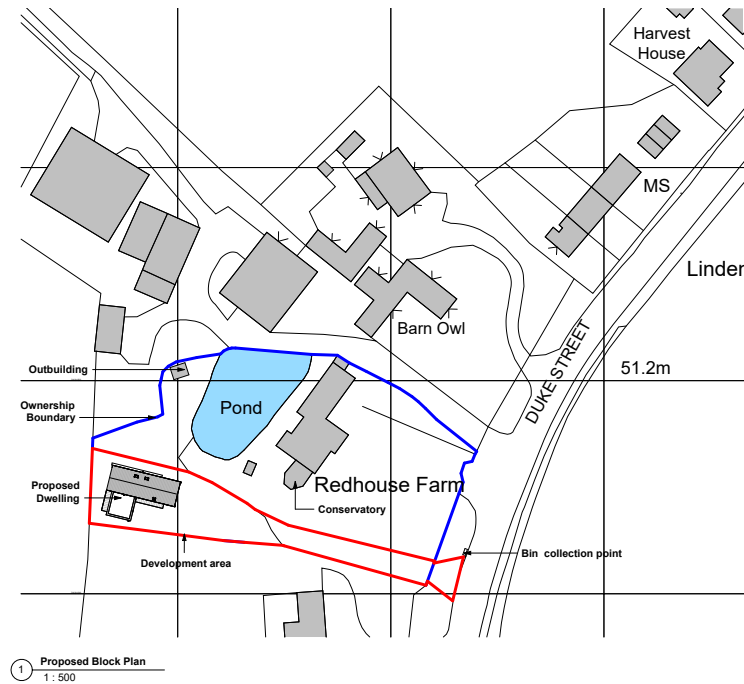 Harvest
House
MS
Linden
Barn Owl
DUKE STREET
51.2m
Outbuilding
Ownership
Boundary
Pond
Proposed
Dwelling
Redhouse Farm
Conservatory
Bin collection point
Development area
1
Proposed Block Plan
1 : 500